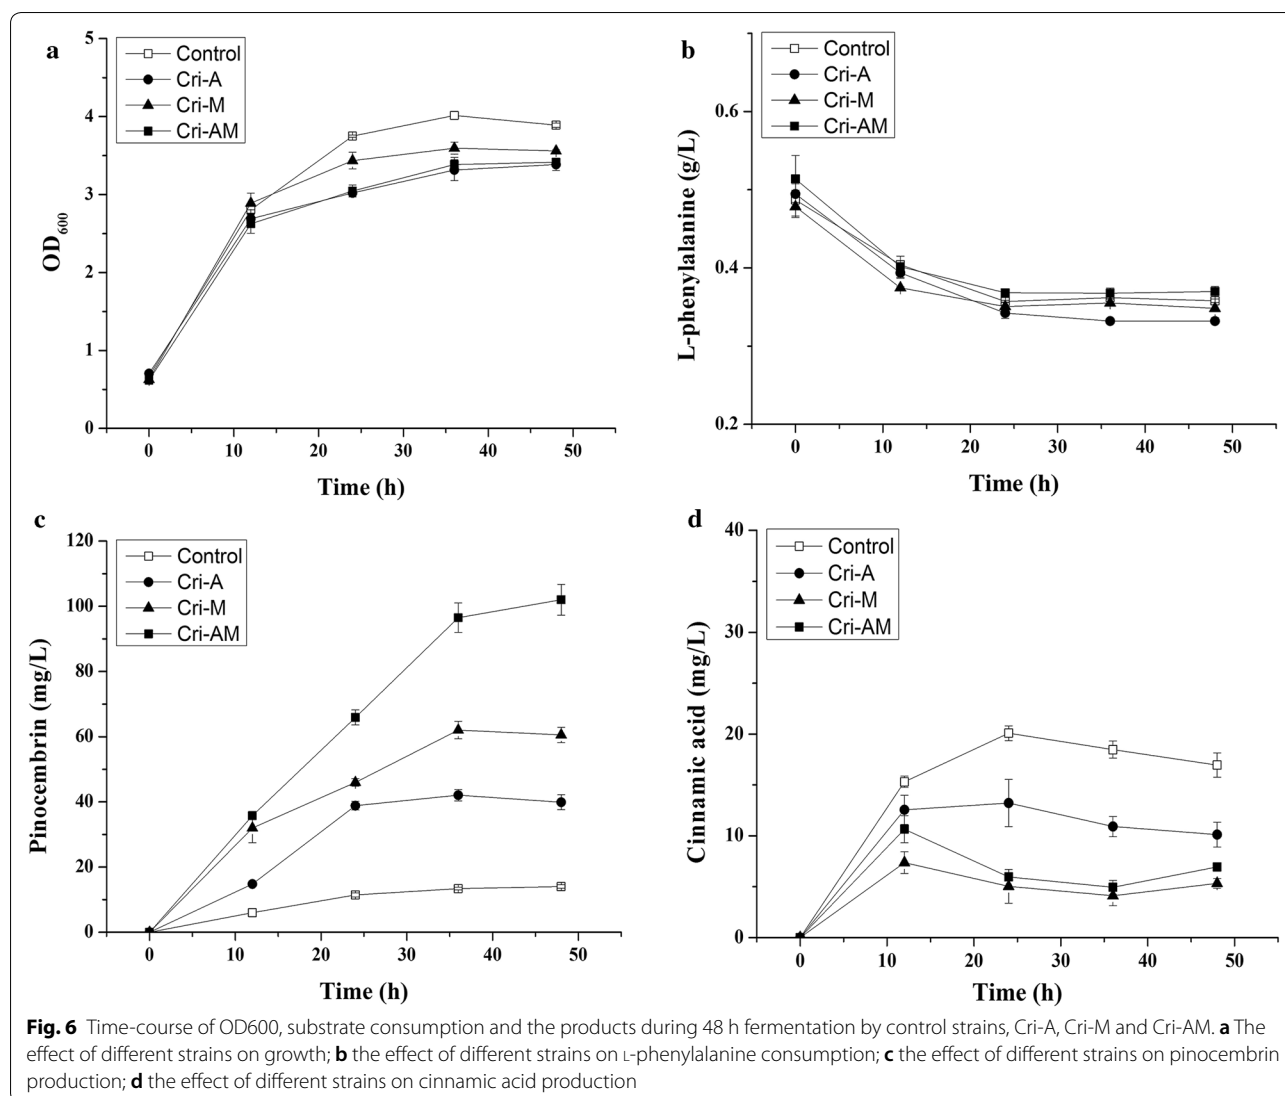 a
5
4
3
2
1
0
OD600
Control
Cri-A
Cri-M
Cri-AM
0 10 20 30 40 50
Time (h)
b
0.6
0.4
0.2
L-phenylalanine (g/L)
Control
Cri-A
Cri-M
Cri-AM
0 10 20 30 40 50
Time (h)
c
120
100
80
60
40
20
0
Pinocembrin (mg/L)
Control
Cri-A
Cri-M
Cri-AM
0 10 20 30 40 50
Time (h)
d
40
30
20
10
0
Cinnamic acid (mg/L)
Control
Cri-A
Cri-M
Cri-AM
0 10 20 30 40 50
Time (h)
Fig. 6 Time-course of OD600, substrate consumption and the products during 48 h fermentation by control strains, Cri-A, Cri-M and Cri-AM. a The
effect of different strains on growth; b the effect of different strains on L-phenylalanine consumption; c the effect of different strains on pinocembrin
production; d the effect of different strains on cinnamic acid production